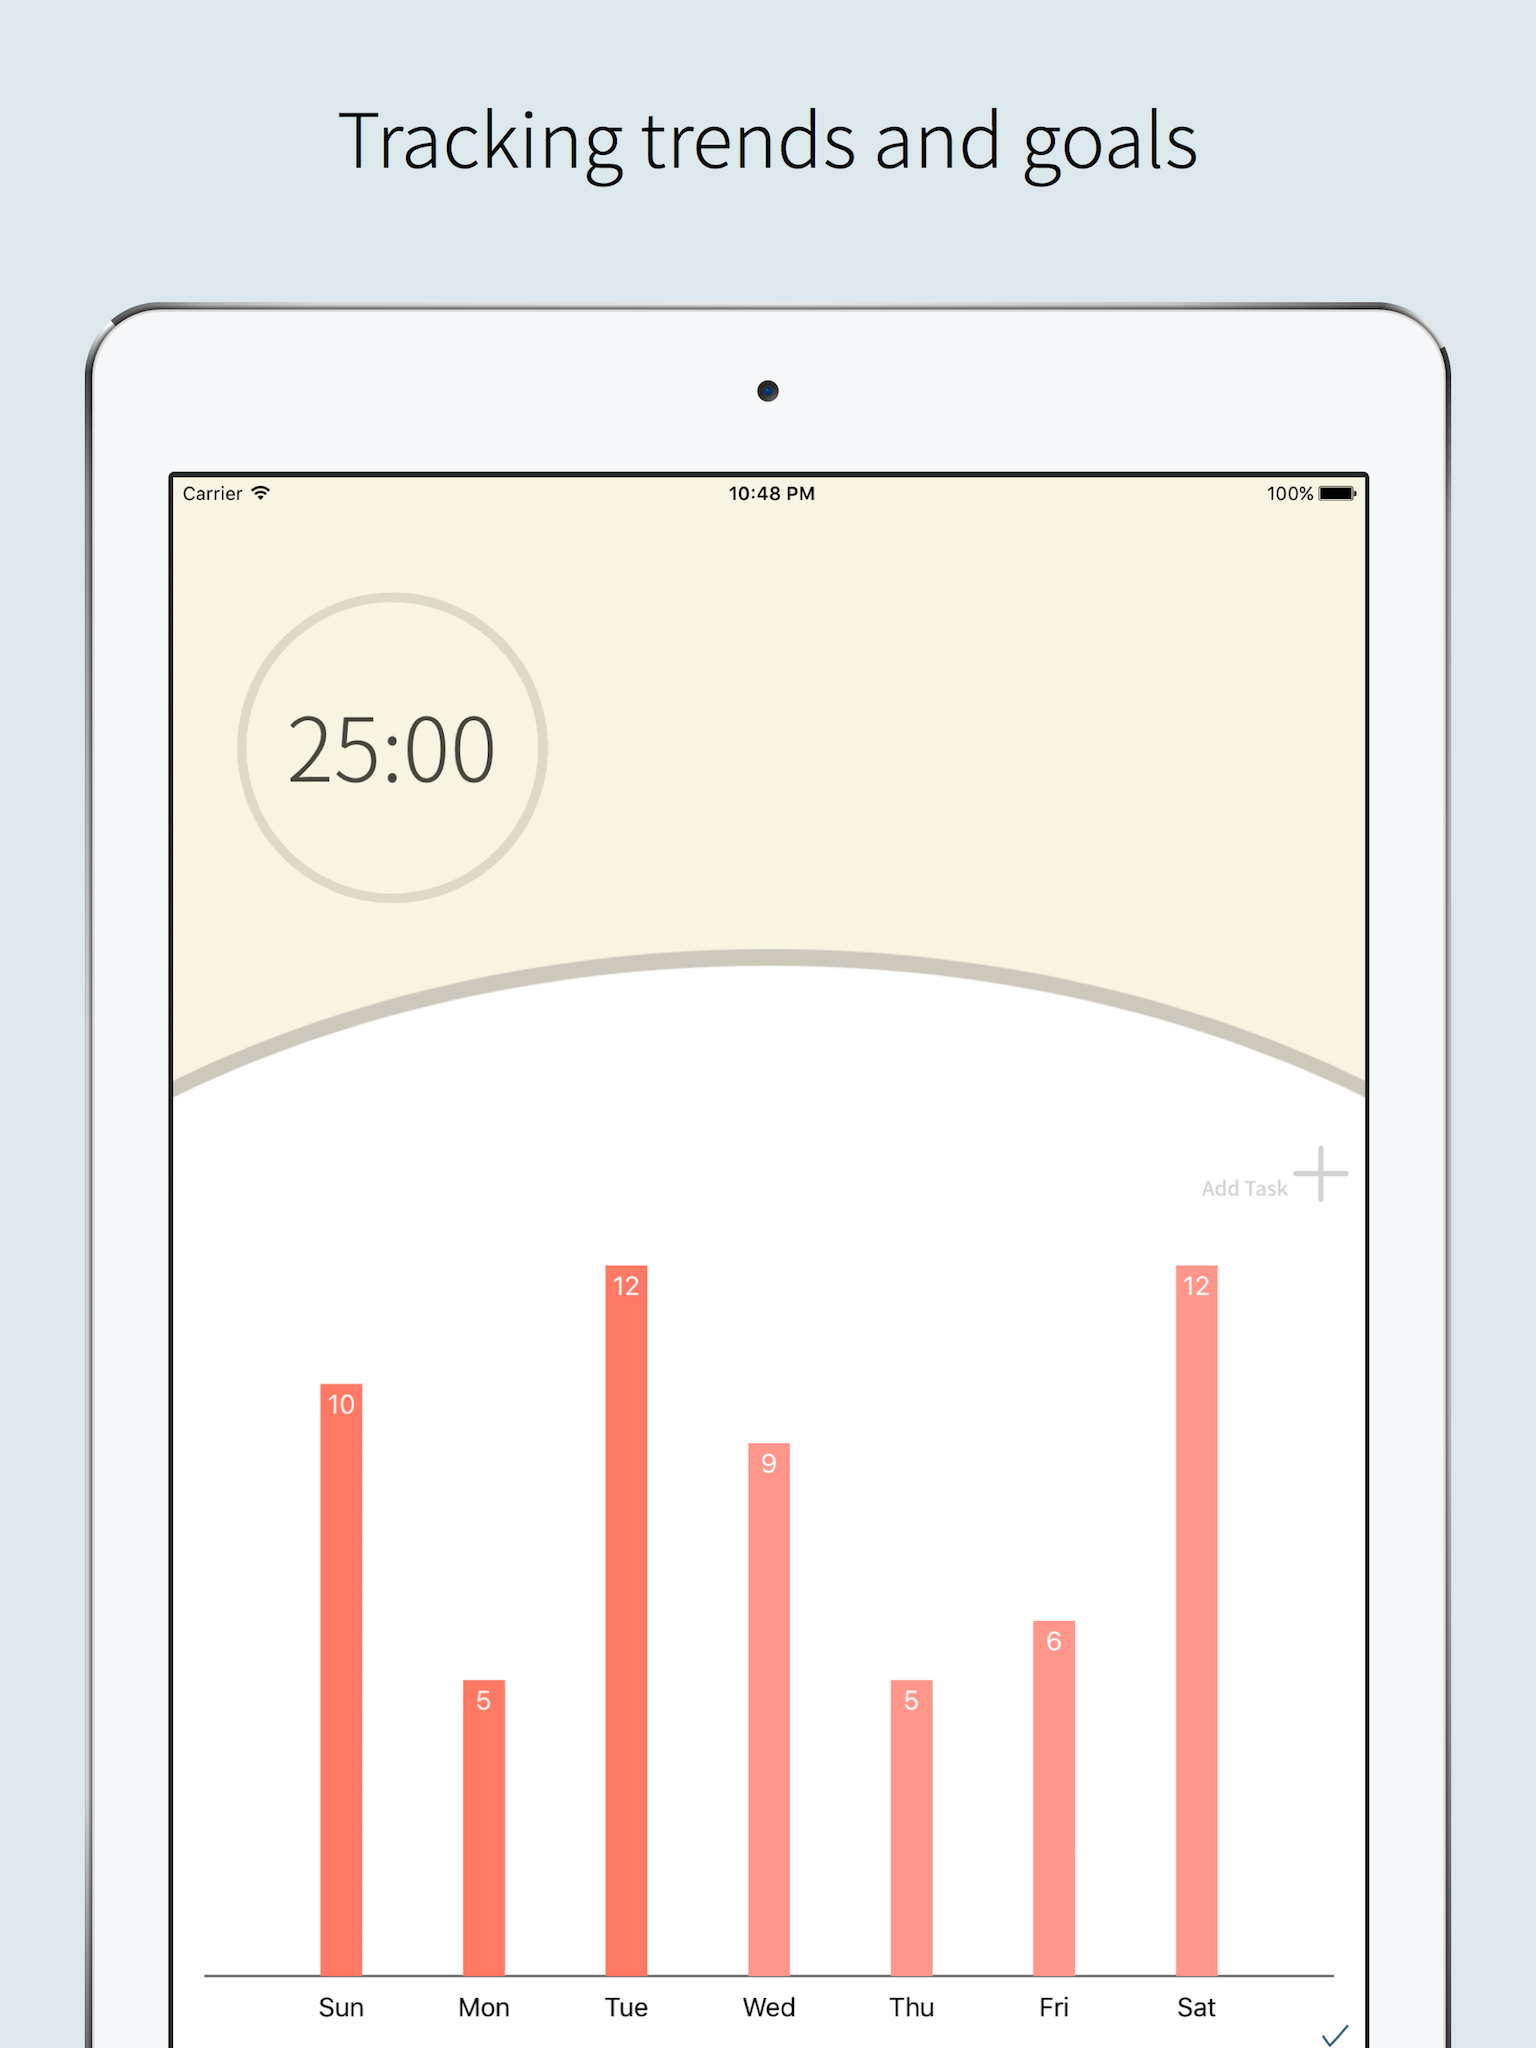 Tracking trends and goals
Carrier 10:48 PM 100%
25:00
Add Task
12 12
10
9
6
5 5
Sun Mon Tue Wed Thu Fri Sat